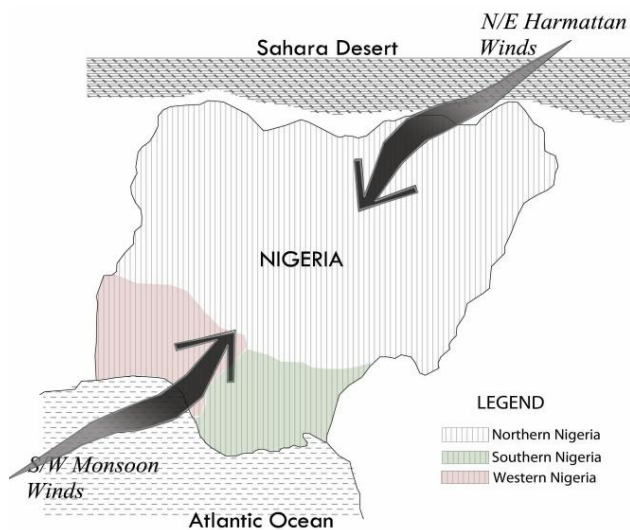 N/E Harmattan
Winds
Sahara Desert
NIGERIA
S/W Monsoon
Winds
Atlantic Ocean
LEGEND
Northern Nigeria
Southern Nigeria
Western Nigeria